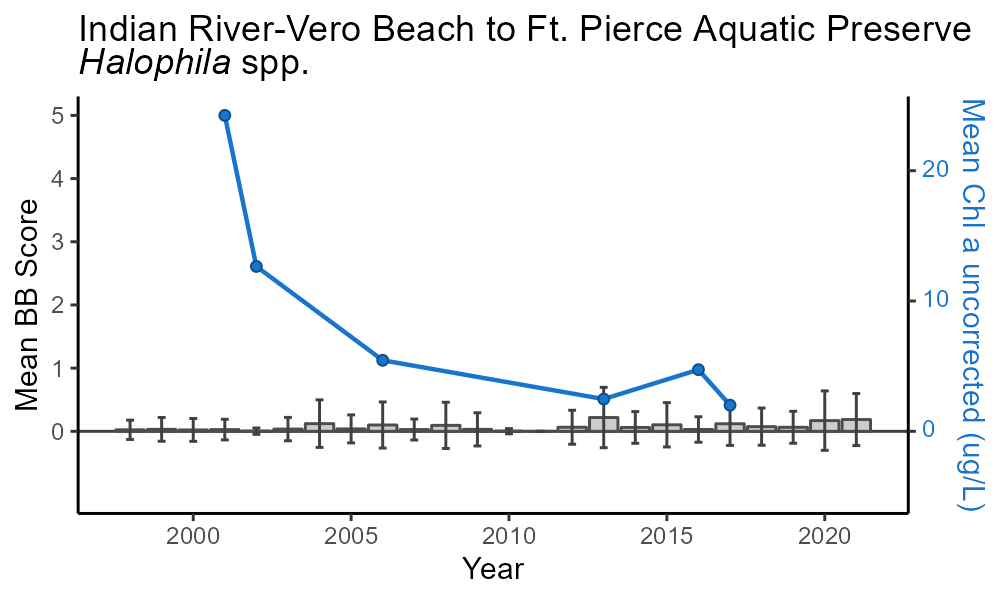 Indian River-Vero Beach to Ft. Pierce Aquatic Preserve
Halophila spp.
5
4
3
2
1
0
Mean BB Score
20
10
0
Mean Chl a uncorrected (ug/L)
2000
2005
2010
2015
2020
Year